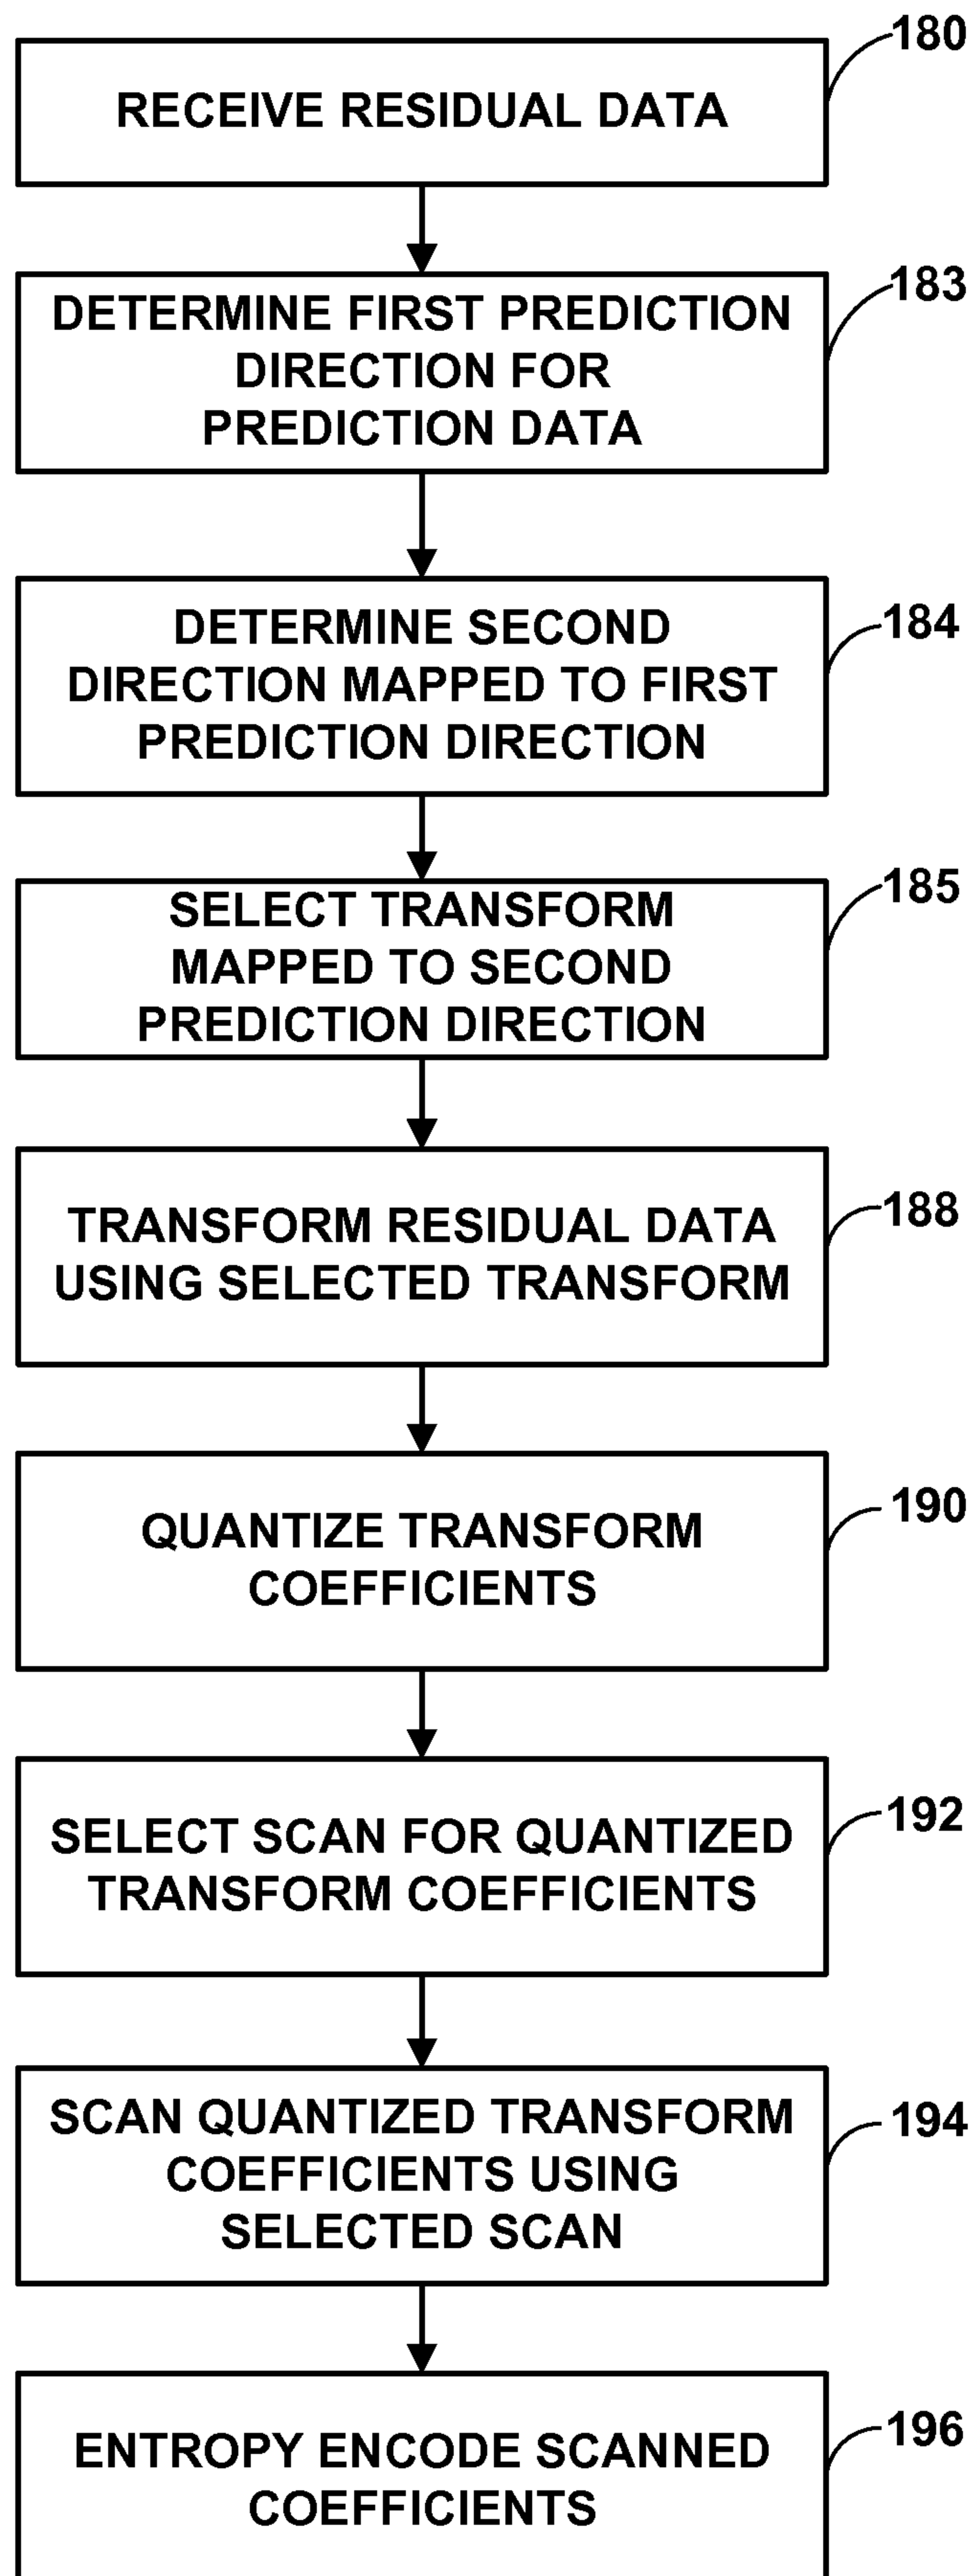 180
RECEIVE RESIDUAL DATA
183
DETERMINE FIRST PREDICTION
DIRECTION FOR
PREDICTION DATA
184
DETERMINE SECOND
DIRECTION MAPPED TO FIRST
PREDICTION DIRECTION
185
SELECT TRANSFORM
MAPPED TO SECOND
PREDICTION DIRECTION
188
TRANSFORM RESIDUAL DATA
USING SELECTED TRANSFORM
190
QUANTIZE TRANSFORM
COEFFICIENTS
192
SELECT SCAN FOR QUANTIZED
TRANSFORM COEFFICIENTS
194
SCAN QUANTIZED TRANSFORM
COEFFICIENTS USING
SELECTED SCAN
196
ENTROPY ENCODE SCANNED
COEFFICIENTS